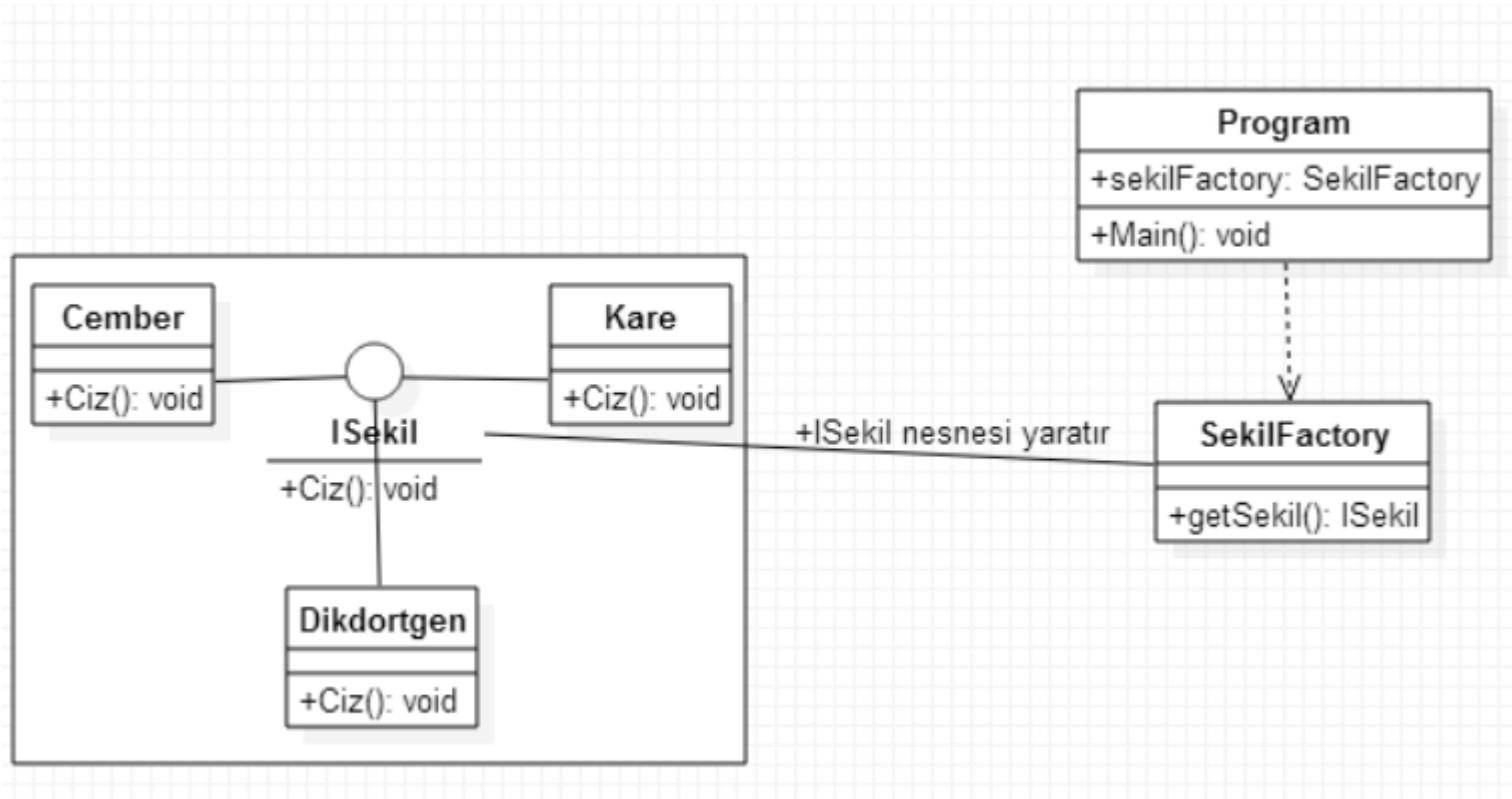 Program
+sekilFactory: SekilFactory
+Main(): void
Cember
+Ciz(): void
Kare
+Ciz(): void
ISekil
+Ciz(): void
Dikdortgen
+Ciz(): void
+ISekil nesnesi yaratır
SekilFactory
+getSekil(): ISekil